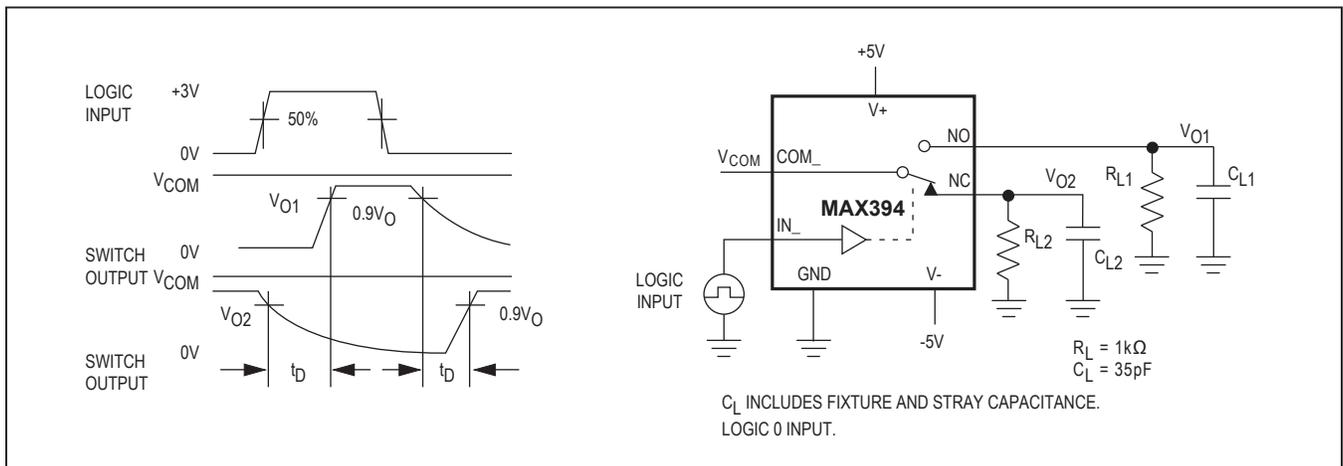 LOGIC
INPUT
+3V
50%
0V
VCOM
VO1
0.9VO
0V
SWITCH
OUTPUT
VCOM
VO2
0.9VO
0V
SWITCH
OUTPUT
tD
tD
+5V
V+
NO
VO1
VCOM
COM_
RL1
CL1
NC
VO2
MAX394
IN_
RL2
CL2
LOGIC
INPUT
GND
V-
-5V
RL = 1kΩ
CL = 35pF
CL INCLUDES FIXTURE AND STRAY CAPACITANCE.
LOGIC 0 INPUT.